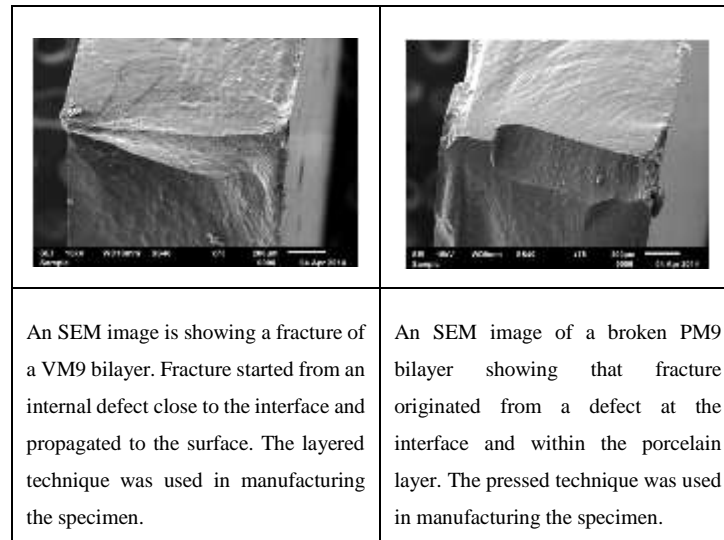 Sample
Sample
An SEM image is showing a fracture of
a VM9 bilayer. Fracture started from an
internal defect close to the interface and
propagated to the surface. The layered
technique was used in manufacturing
the specimen.
An SEM image of a broken PM9
bilayer showing that fracture
originated from a defect at the
interface and within the porcelain
layer. The pressed technique was used
in manufacturing the specimen.